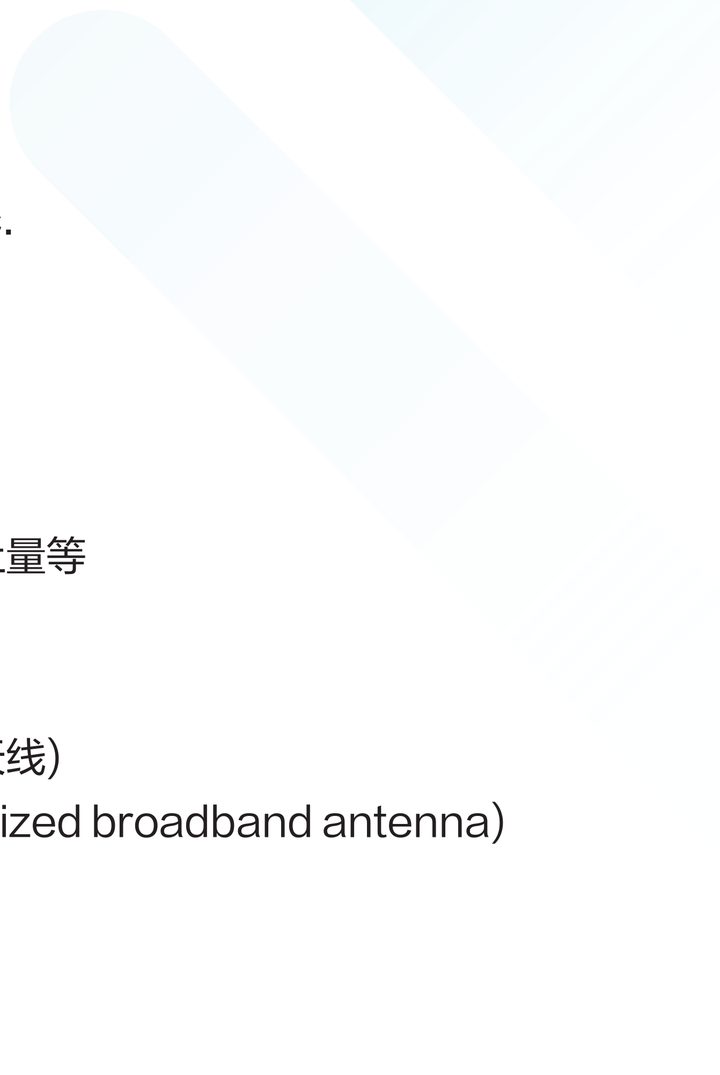 量等
线)
ized broadband antenna)